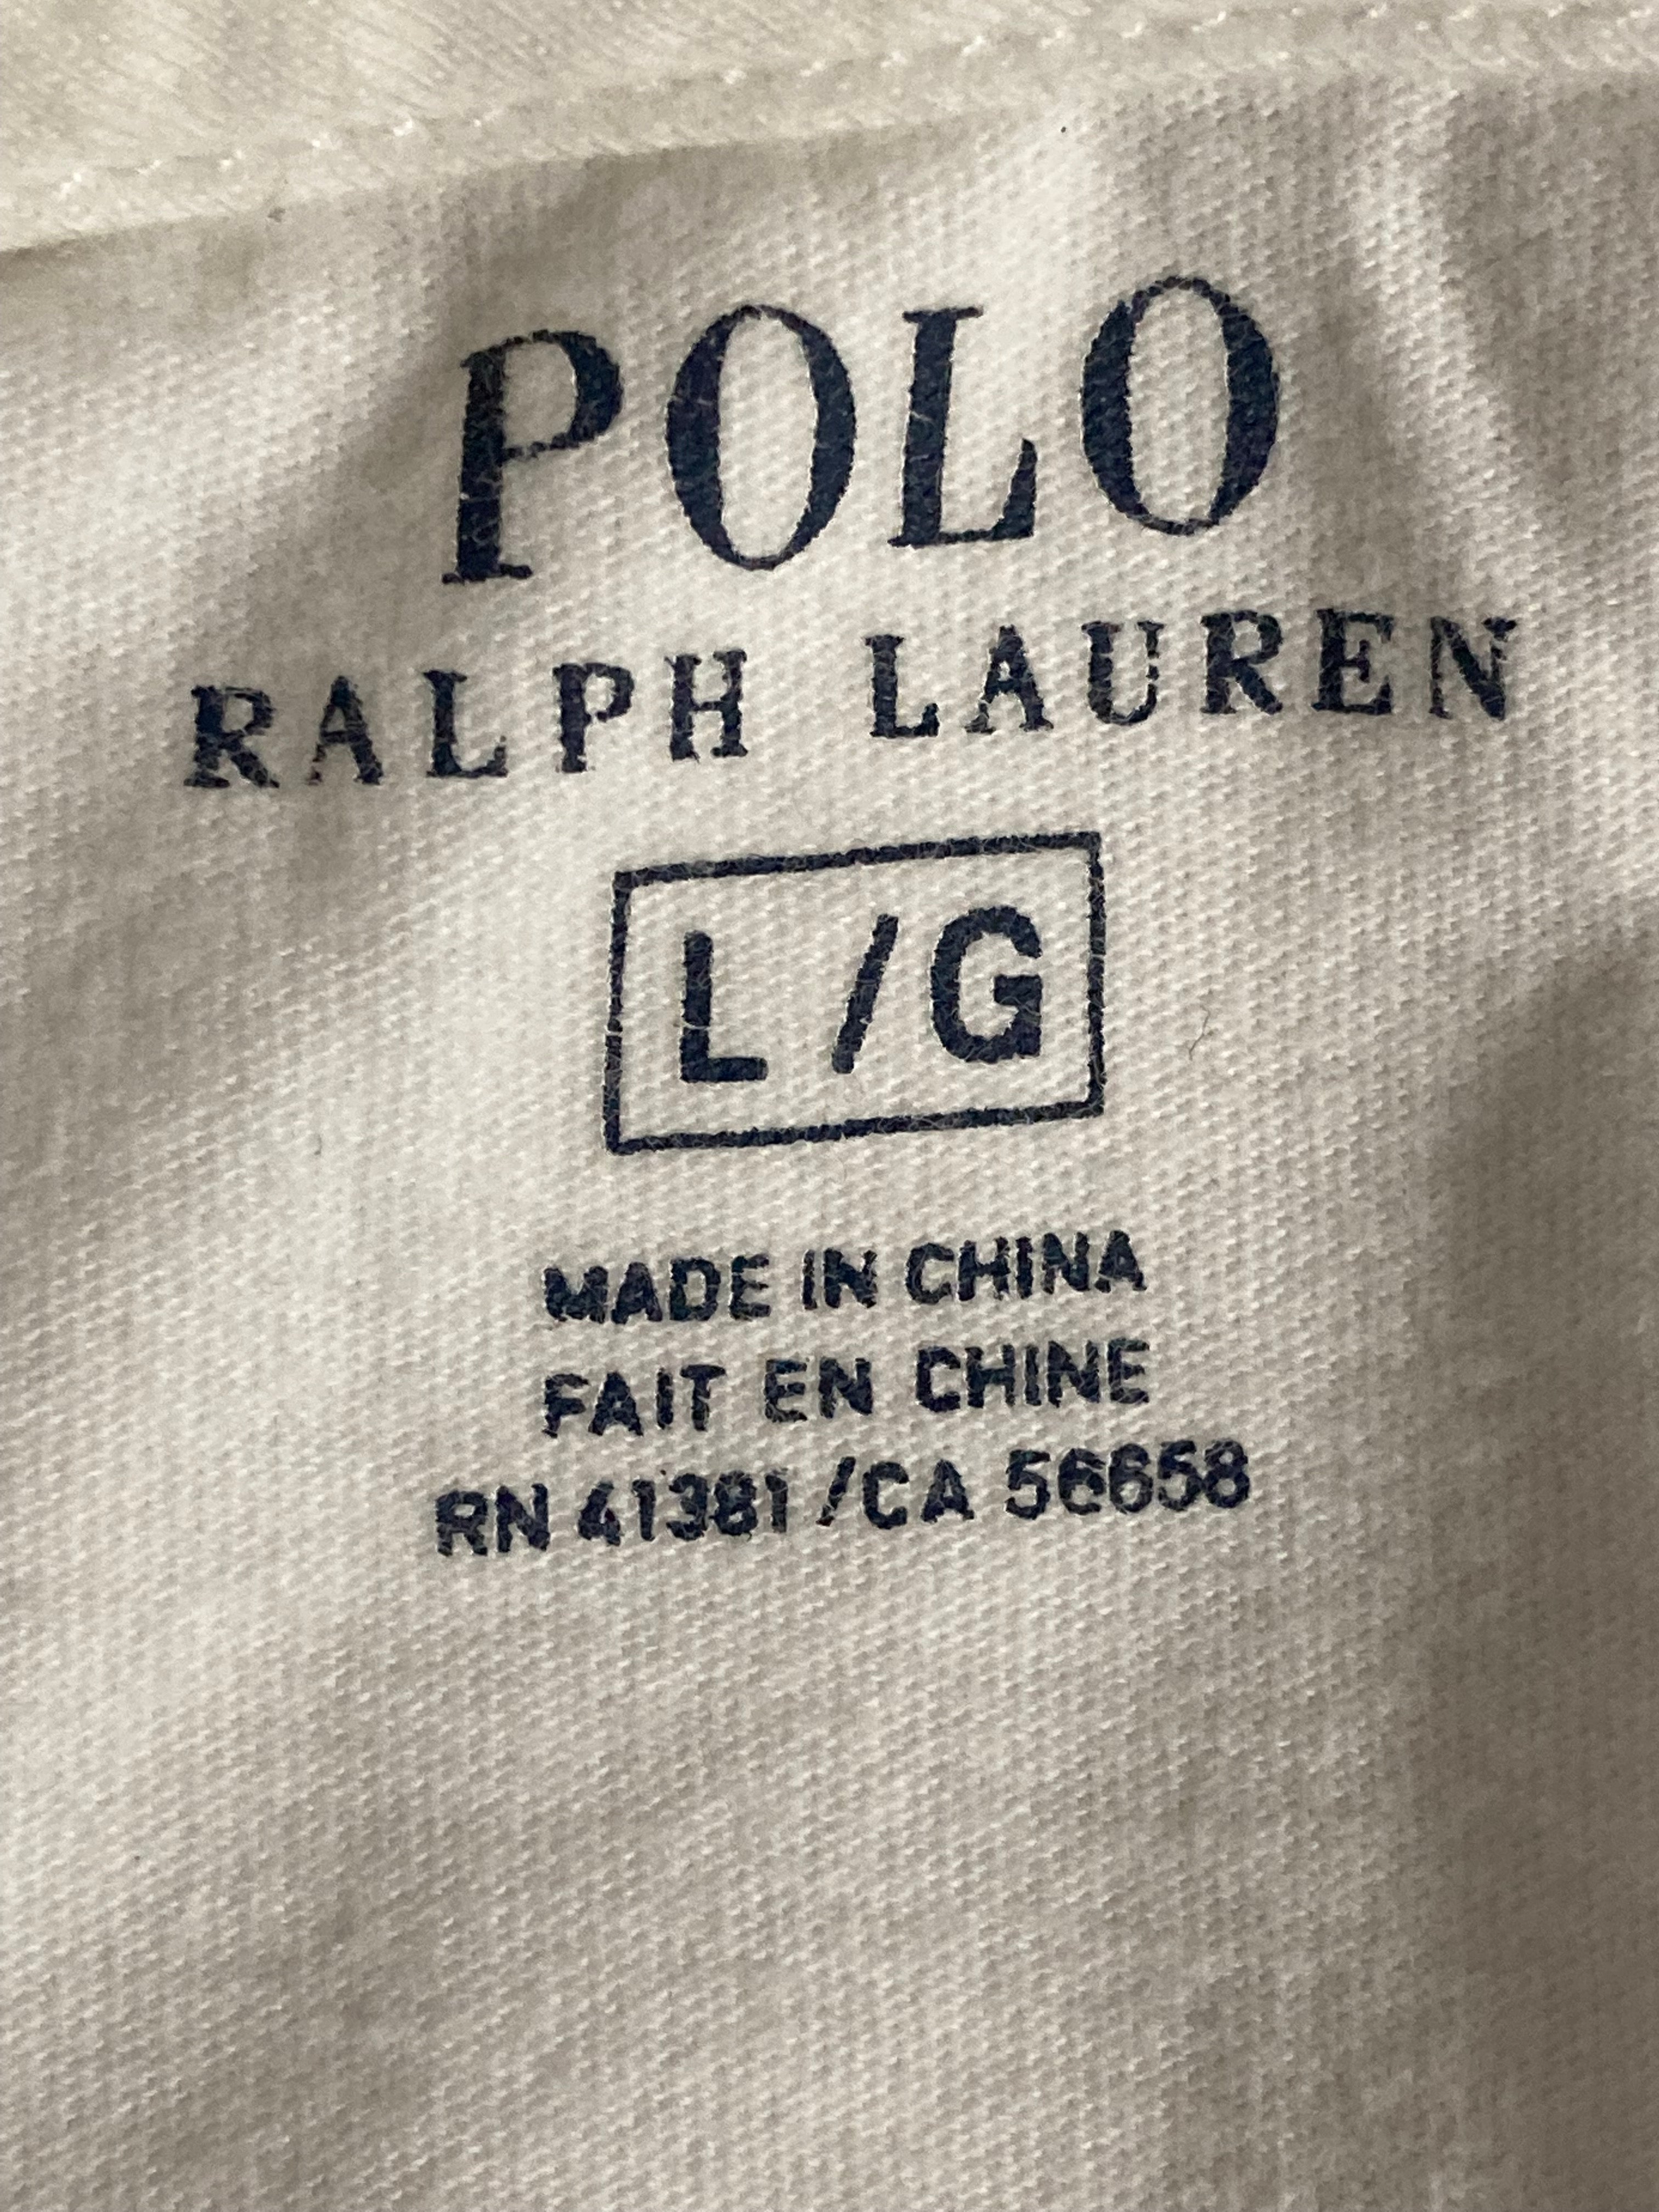 POLO
RALPH LAUREN
L/G
MADE IN CHINA
FAIT EN CHINE
RN 41381 /CA 56658